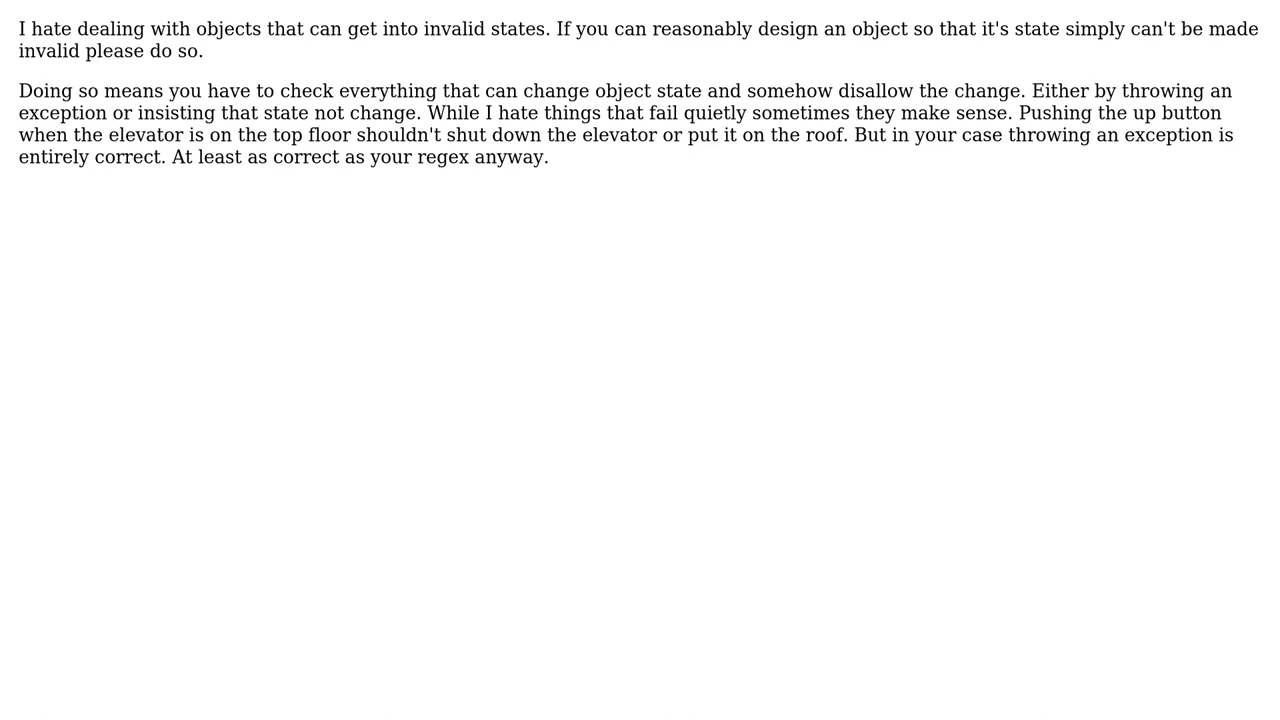 I hate dealing with objects that can get into invalid states. If you can reasonably design an object so that it's state simply can't be made
invalid please do so.
Doing so means you have to check everything that can change object state and somehow disallow the change. Either by throwing an
exception or insisting that state not change. While I hate things that fail quietly sometimes they make sense. Pushing the up button
when the elevator is on the top floor shouldn't shut down the elevator or put it on the roof. But in your case throwing an exception is
entirely correct. At least as correct as your regex anyway.